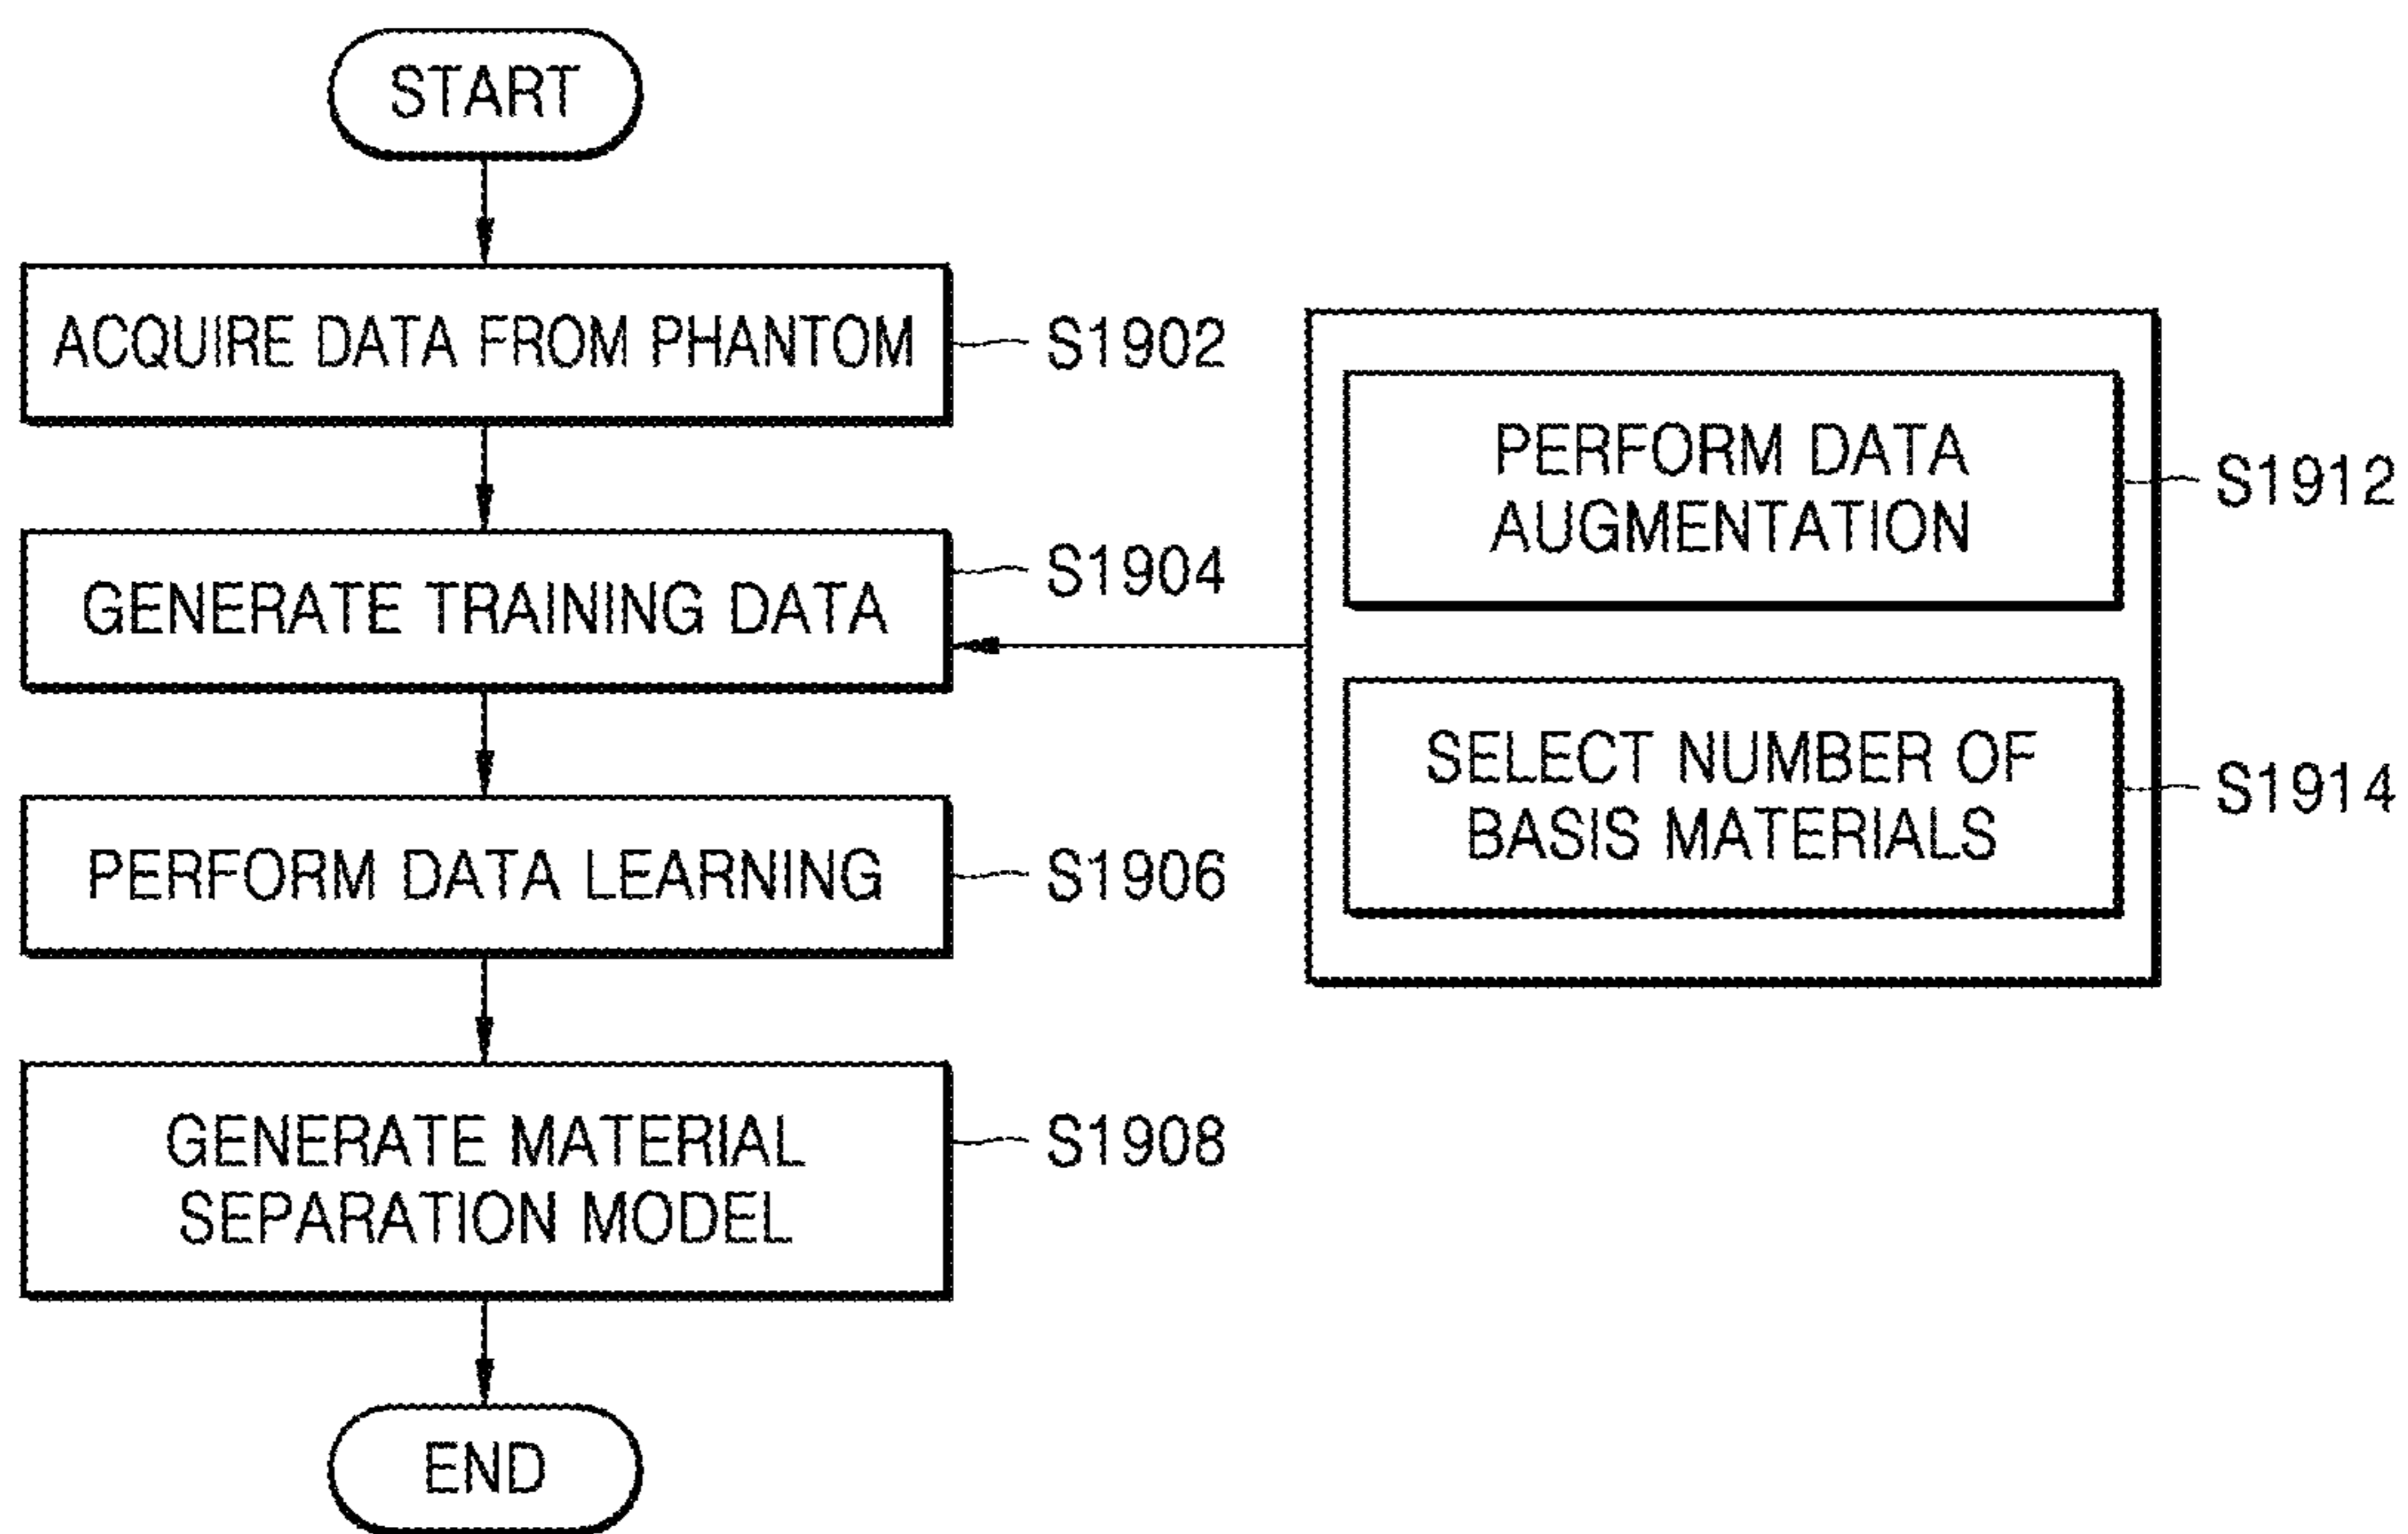 START
ACQUIRE DATA FROM PHANTOM
S1902
GENERATE TRAINING DATA
S1904
PERFORM DATA LEARNING
S1906
GENERATE MATERIAL
SEPARATION MODEL
S1908
END
PERFORM DATA
AUGMENTATION
S1912
SELECT NUMBER OF
BASIS MATERIALS
S1914